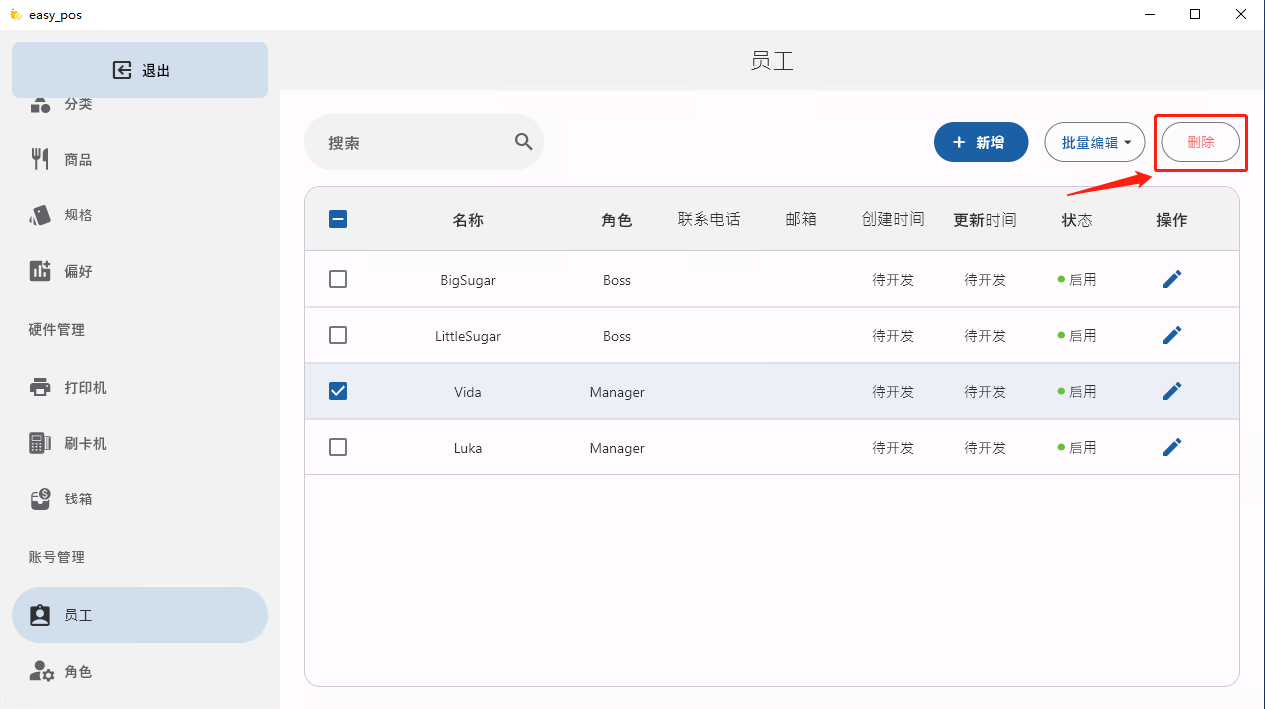 easy_pos
退出
分类
商品
规格
偏好
硬件管理
打印机
刷卡机
钱箱
账号管理
员工
角色
员工
搜索
+ 新增
批量编辑
删除
名称 角色 联系电话 邮箱 创建时间 更新时间 状态 操作
BigSugar Boss 待开发 待开发 启用
LittleSugar Boss 待开发 待开发 启用
Vida Manager 待开发 待开发 启用
Luka Manager 待开发 待开发 启用